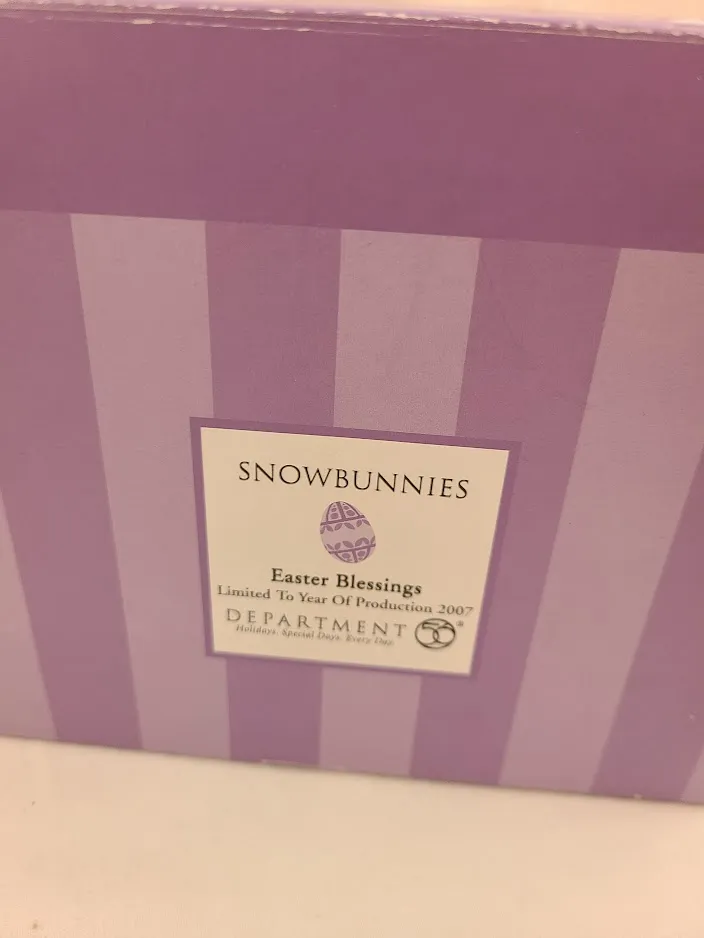 SNOWBUNNIES
Easter Blessings
Limited To Year Of Production 2007
DEPARTMENT 56®
Holidays. Special Days. Every Day.